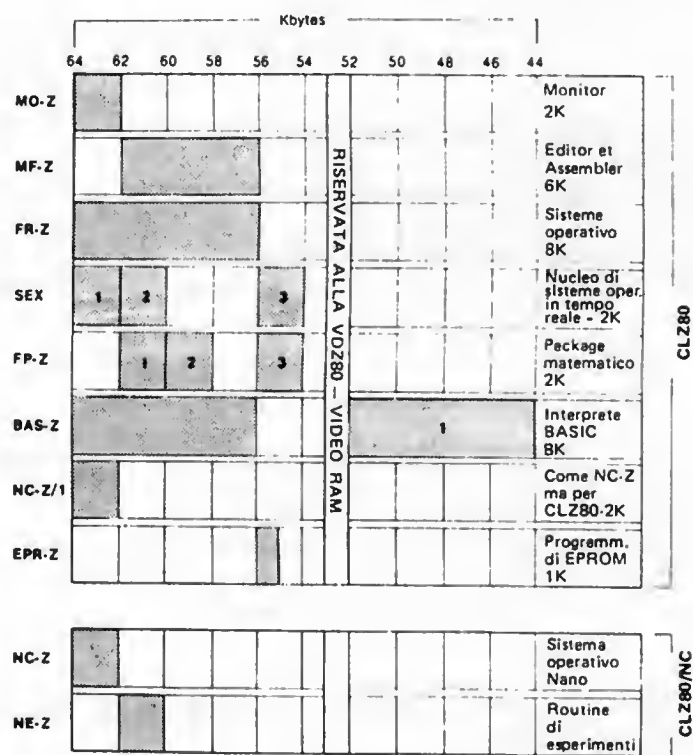 Kbytes
64 62 60 58 56 54 52 50 48 46 44
MO-Z
Monitor
2K
MF-Z
Editor et
Assembler
6K
FR-Z
Sisteme
operativo
8K
SEX
1 2 3
Nucleo di
sisteme oper.
in tempo
reale - 2K
FP-Z
1 2 3
Peckage
matematico
2K
BAS-Z
1
Interprete
BASIC
8K
NC-Z/1
Come NC-Z
ma per
CLZ80-2K
EPR-Z
Programm.
di EPROM
1K
RISERVATA ALLA VDZ80 - VIDEO RAM
CLZ80
NC-Z
Sistema
operativo
Nano
NE-Z
Routine
di
esperimenti
CLZ80/NC